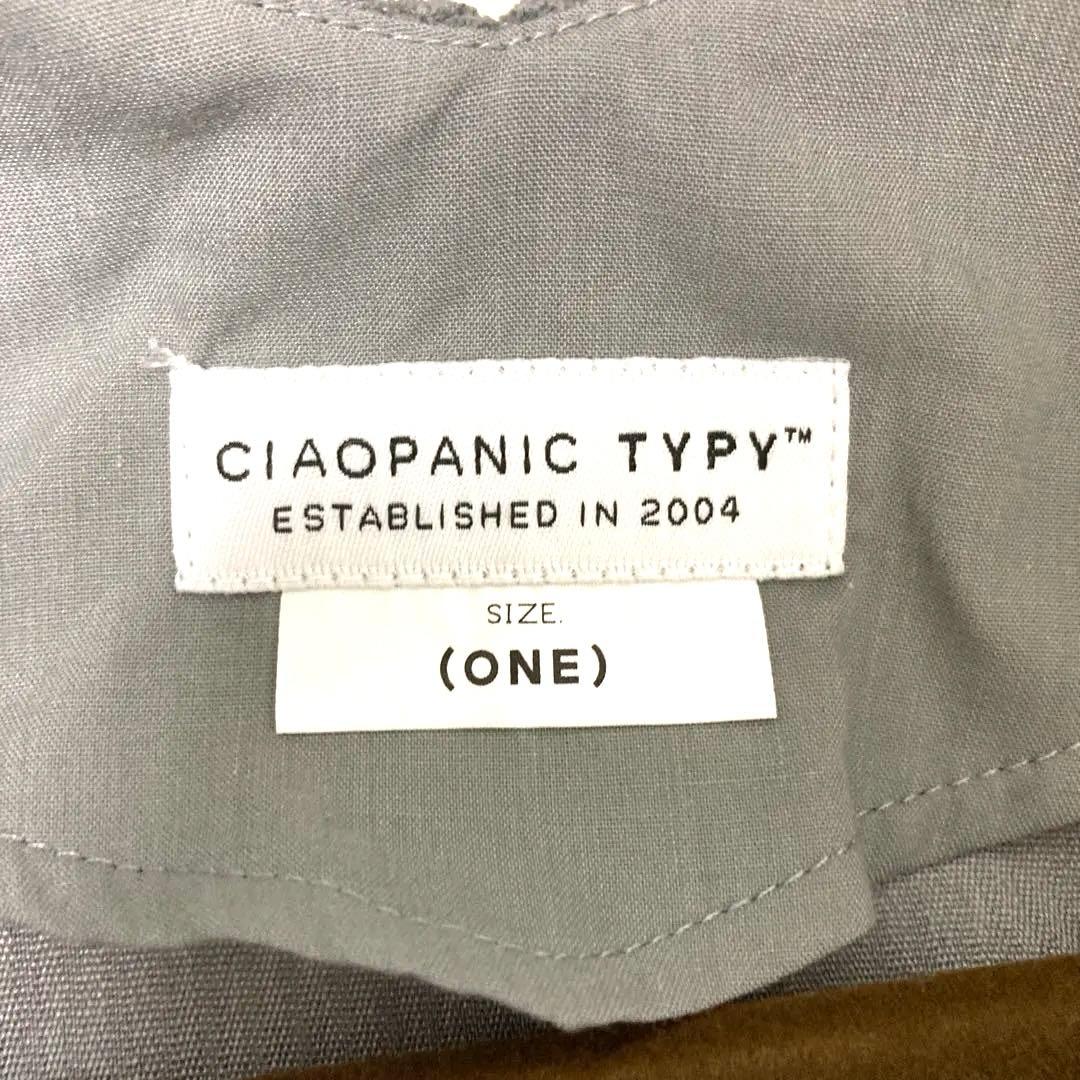 CIAOPANIC TYPY™
ESTABLISHED IN 2004
SIZE.
(ONE)